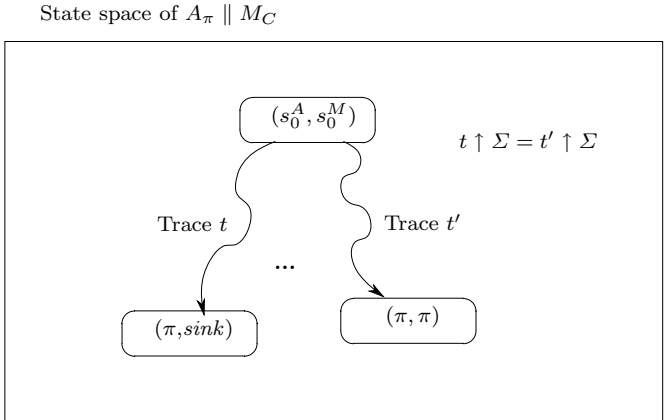 State space of A_π ∥ M_C
(s_0^A, s_0^M)
t ↑ Σ = t′ ↑ Σ
Trace t
Trace t′
...
(π, π)
(π,sink)